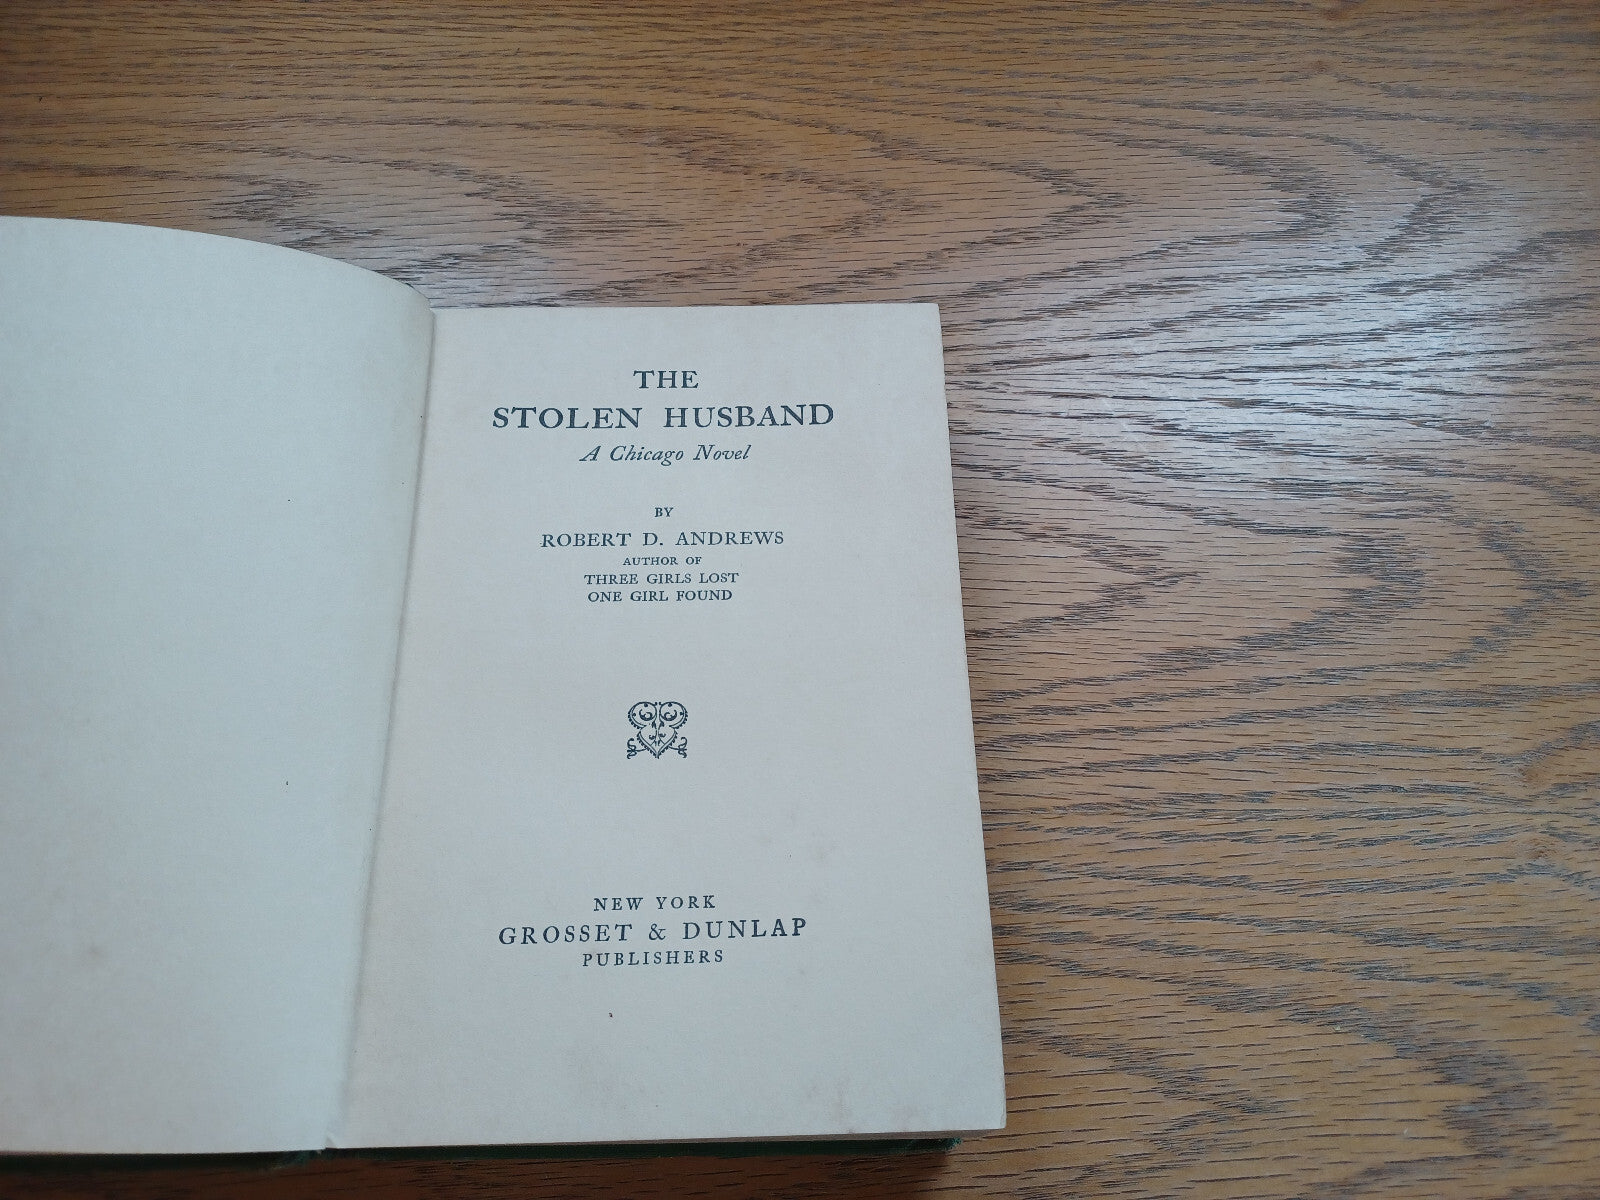 THE
STOLEN HUSBAND
A Chicago Novel
BY
ROBERT D. ANDREWS
AUTHOR OF
THREE GIRLS LOST
ONE GIRL FOUND
NEW YORK
GROSSET & DUNLAP
PUBLISHERS